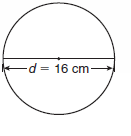 d = 16 cm